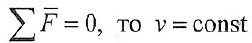 ∑F̅ = 0, то v = const